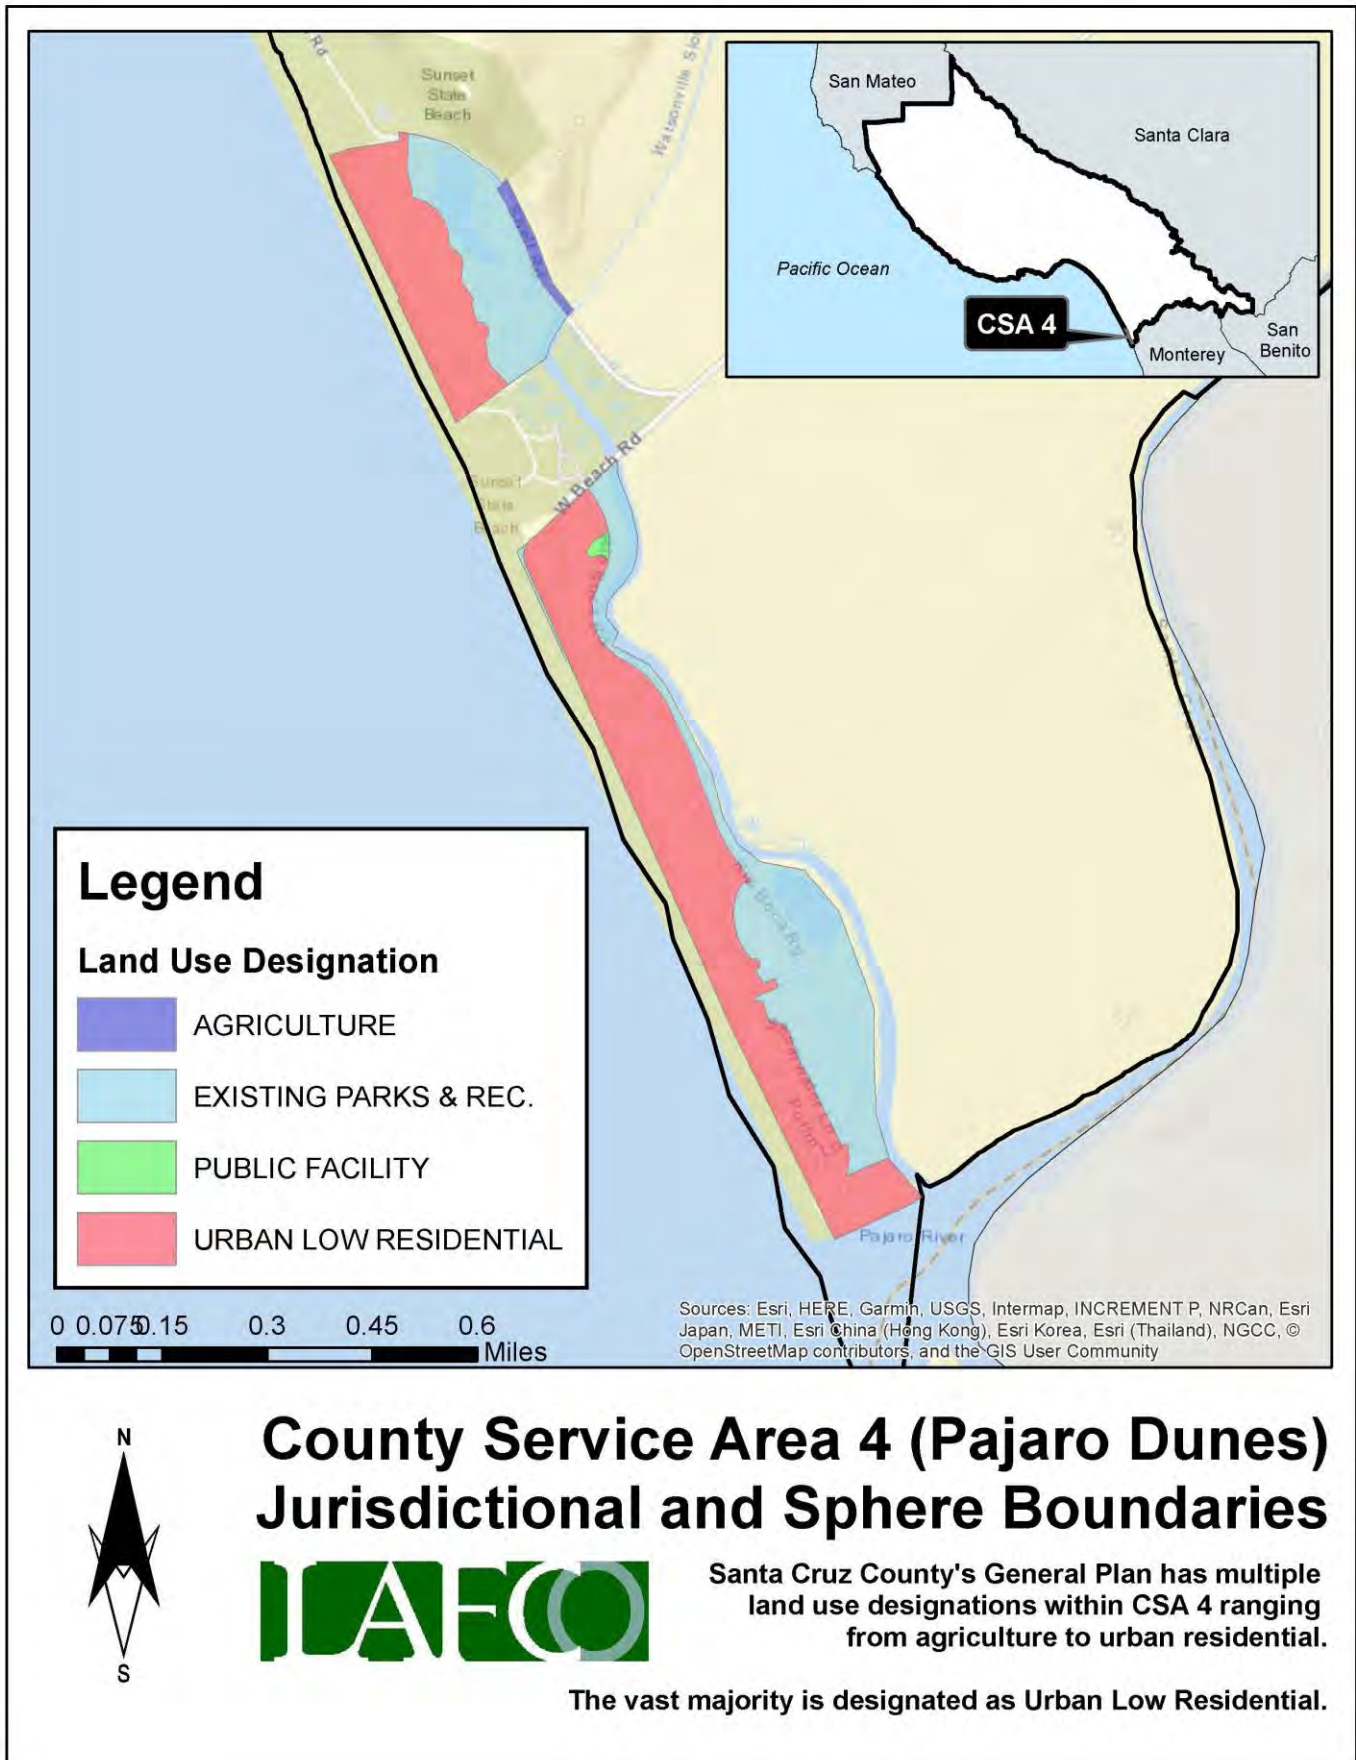 Rd
Sunset
State
Beach
Watsonville Slo
Shell Rd
San Mateo
Santa Clara
Pacific Ocean
CSA 4
Monterey
San
Benito
W Beach Rd
Sunset
State
Beach
Rio Boca Rd
Pajaro River
Legend
Land Use Designation
AGRICULTURE
EXISTING PARKS & REC.
PUBLIC FACILITY
URBAN LOW RESIDENTIAL
0 0.075 0.15 0.3 0.45 0.6
Miles
Sources: Esri, HERE, Garmin, USGS, Intermap, INCREMENT P, NRCan, Esri
Japan, METI, Esri China (Hong Kong), Esri Korea, Esri (Thailand), NGCC, ©
OpenStreetMap contributors, and the GIS User Community
N
S
County Service Area 4 (Pajaro Dunes)
Jurisdictional and Sphere Boundaries
LAFCO
Santa Cruz County's General Plan has multiple
land use designations within CSA 4 ranging
from agriculture to urban residential.
The vast majority is designated as Urban Low Residential.